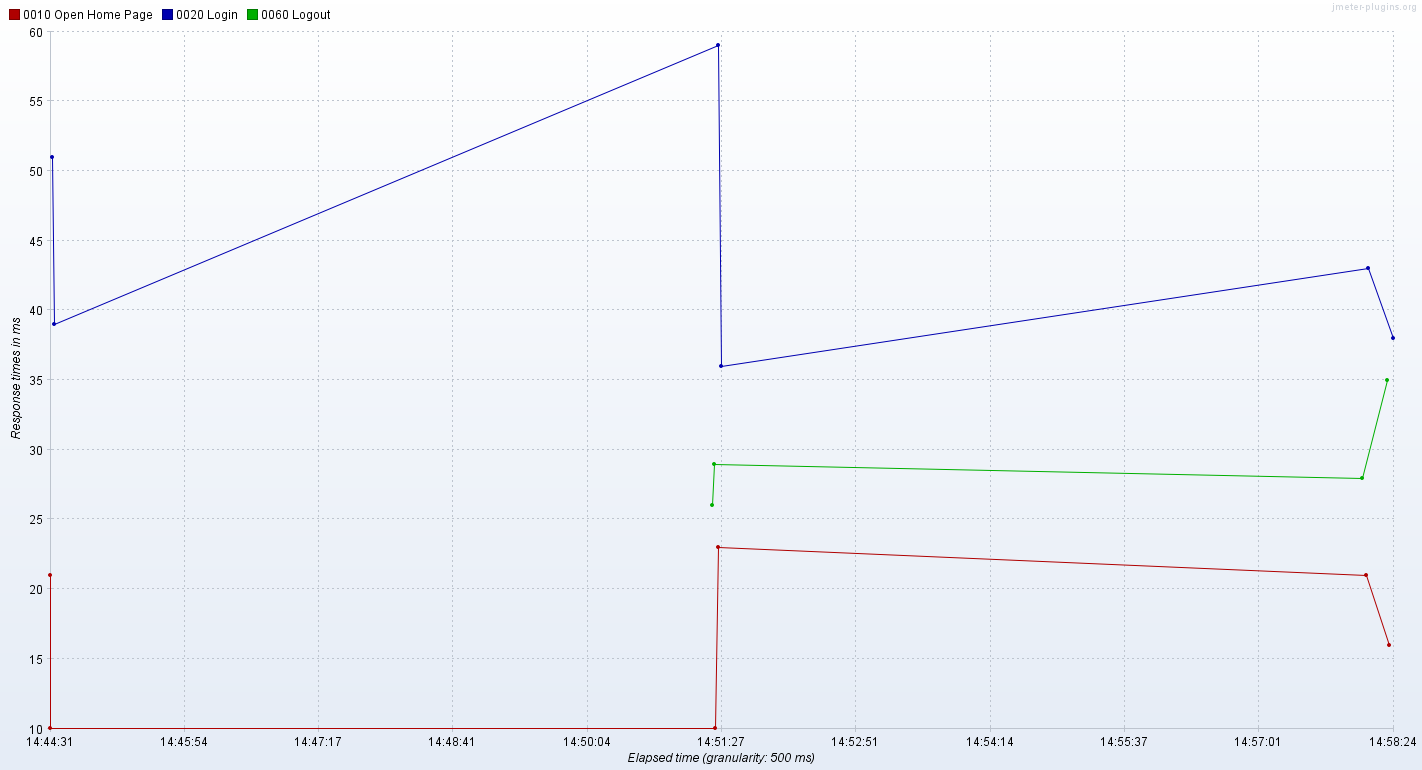 jmeter-plugins.org
0010 Open Home Page 0020 Login 0060 Logout
60
55
50
45
40
35
30
25
20
15
10
Response times in ms
14:44:31 14:45:54 14:47:17 14:48:41 14:50:04 14:51:27 14:52:51 14:54:14 14:55:37 14:57:01 14:58:24
Elapsed time (granularity: 500 ms)